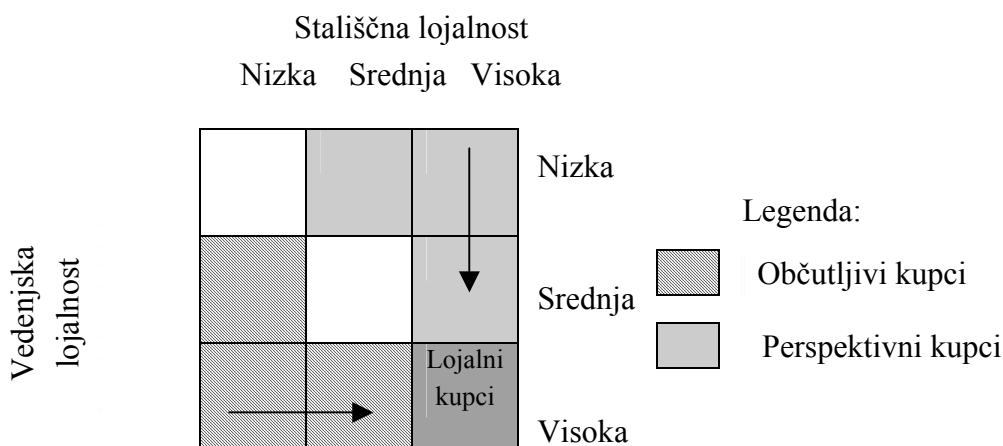 Stališčna lojalnost
Nizka Srednja Visoka
Nizka
Legenda:
Vedenjska
lojalnost
Srednja
Občutljivi kupci
Perspektivni kupci
Lojalni
kupci
Visoka